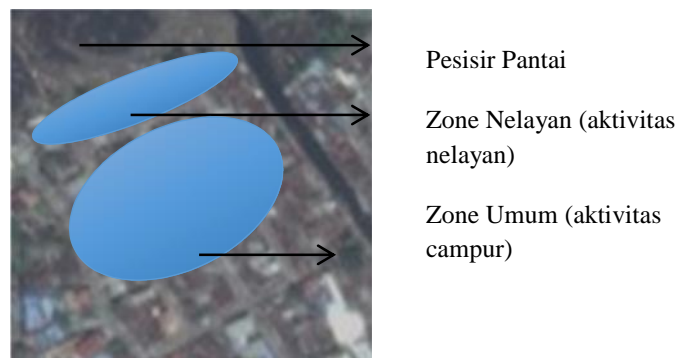 Pesisir Pantai
Zone Nelayan (aktivitas
nelayan)
Zone Umum (aktivitas
campur)